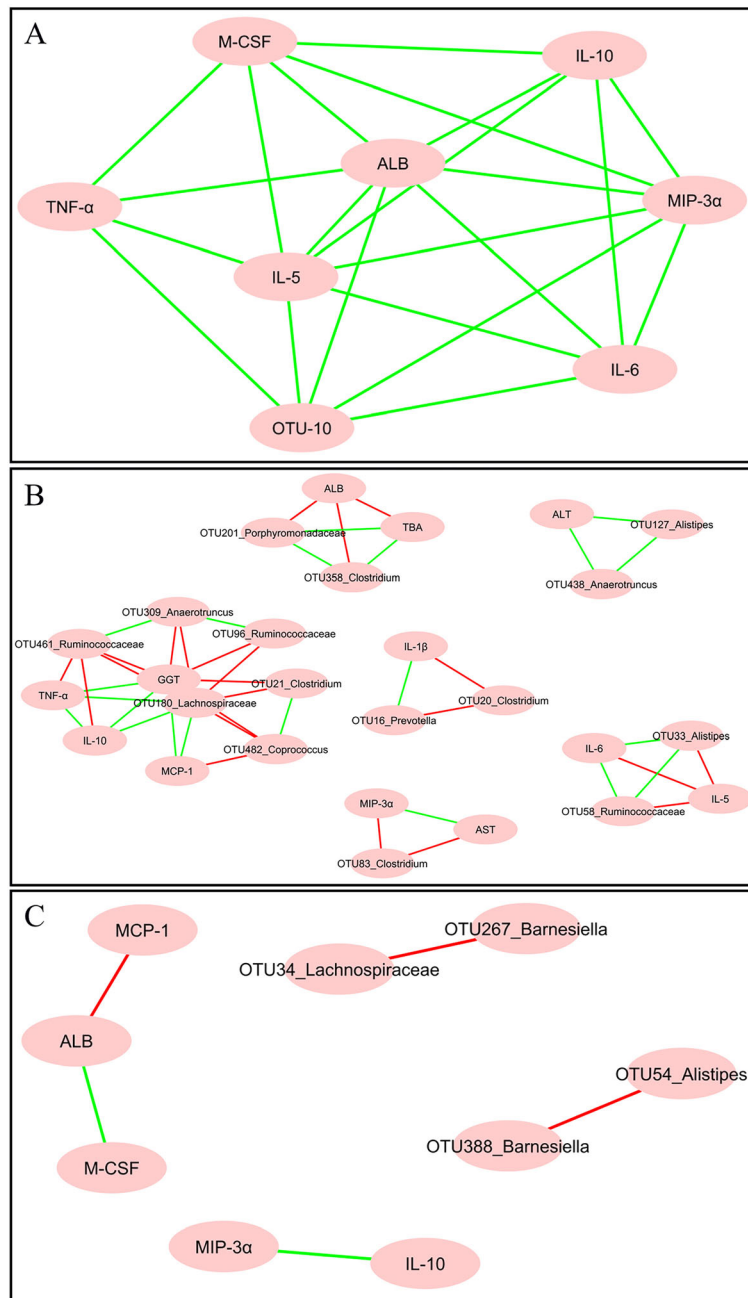 A
M-CSF
IL-10
ALB
TNF-α
MIP-3α
IL-5
IL-6
OTU-10
B
ALB
OTU201_Porphyromonadaceae
TBA
OTU358_Clostridium
ALT
OTU127_Alistipes
OTU438_Anaerotruncus
OTU309_Anaerotruncus
OTU96_Ruminococcaceae
OTU461_Ruminococcaceae
GGT
OTU21_Clostridium
TNF-α
OTU180_Lachnospiraceae
IL-10
OTU482_Coprococcus
MCP-1
IL-1β
OTU20_Clostridium
OTU16_Prevotella
OTU33_Alistipes
IL-6
IL-5
OTU58_Ruminococcaceae
MIP-3α
AST
OTU83_Clostridium
C
MCP-1
OTU267_Barnesiella
OTU34_Lachnospiraceae
ALB
OTU54_Alistipes
OTU388_Barnesiella
M-CSF
MIP-3α
IL-10